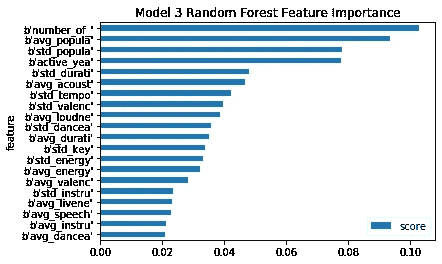 Model 3 Random Forest Feature Importance
b'number_of_'
b'avg_popula'
b'std_popula'
b'active_yea'
b'std_durati'
b'avg_acoust'
b'std_tempo'
b'std_valenc'
b'avg_loudne'
b'std_dancea'
b'avg_durati'
b'std_key'
b'std_energy'
b'avg_energy'
b'avg_valenc'
b'std_instru'
b'avg_livene'
b'avg_speech'
b'avg_instru'
b'avg_dancea'
feature
score
0.00 0.02 0.04 0.06 0.08 0.10